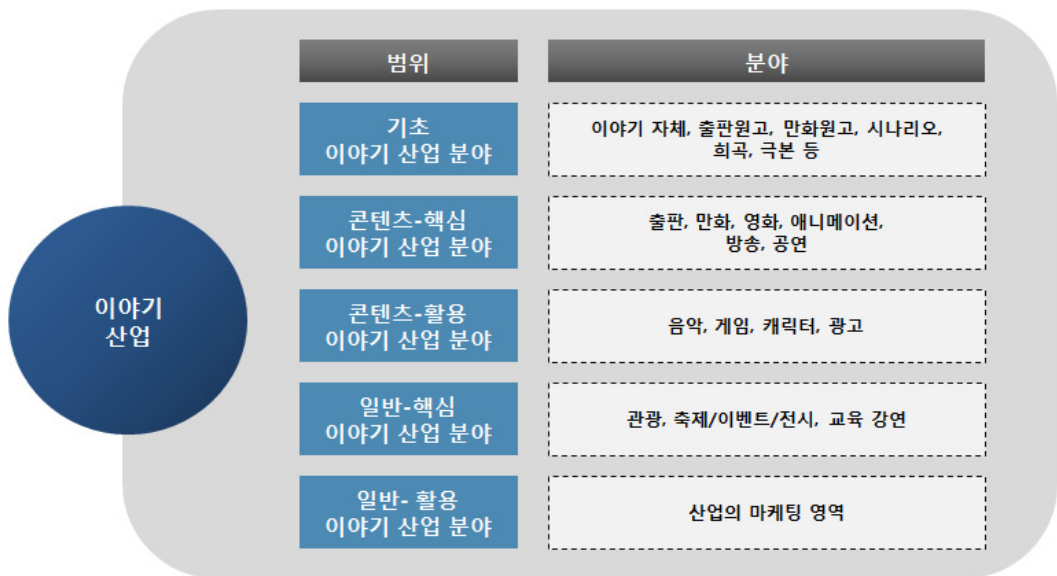 범위
분야
기초
이야기 산업 분야
이야기 자체, 출판원고, 만화원고, 시나리오,
희곡, 극본 등
콘텐츠-핵심
이야기 산업 분야
출판, 만화, 영화, 애니메이션,
방송, 공연
이야기
산업
콘텐츠-활용
이야기 산업 분야
음악, 게임, 캐릭터, 광고
일반-핵심
이야기 산업 분야
관광, 축제/이벤트/전시, 교육 강연
일반- 활용
이야기 산업 분야
산업의 마케팅 영역